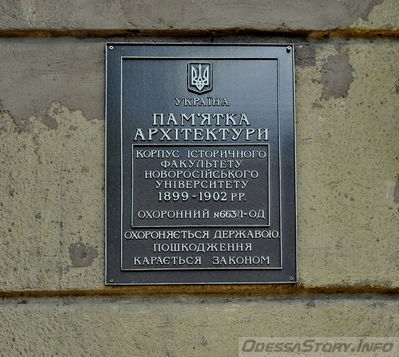 УКРАЇНА
ПАМ'ЯТКА
АРХІТЕКТУРИ
КОРПУС ІСТОРИЧНОГО
ФАКУЛЬТЕТУ
НОВОРОСІЙСЬКОГО
УНІВЕРСИТЕТУ
1899-1902 РР.
ОХОРОННИЙ №663/1-ОД
ОХОРОНЯЄТЬСЯ ДЕРЖАВОЮ.
ПОШКОДЖЕННЯ
КАРАЄТЬСЯ ЗАКОНОМ
OdessaStory.Info